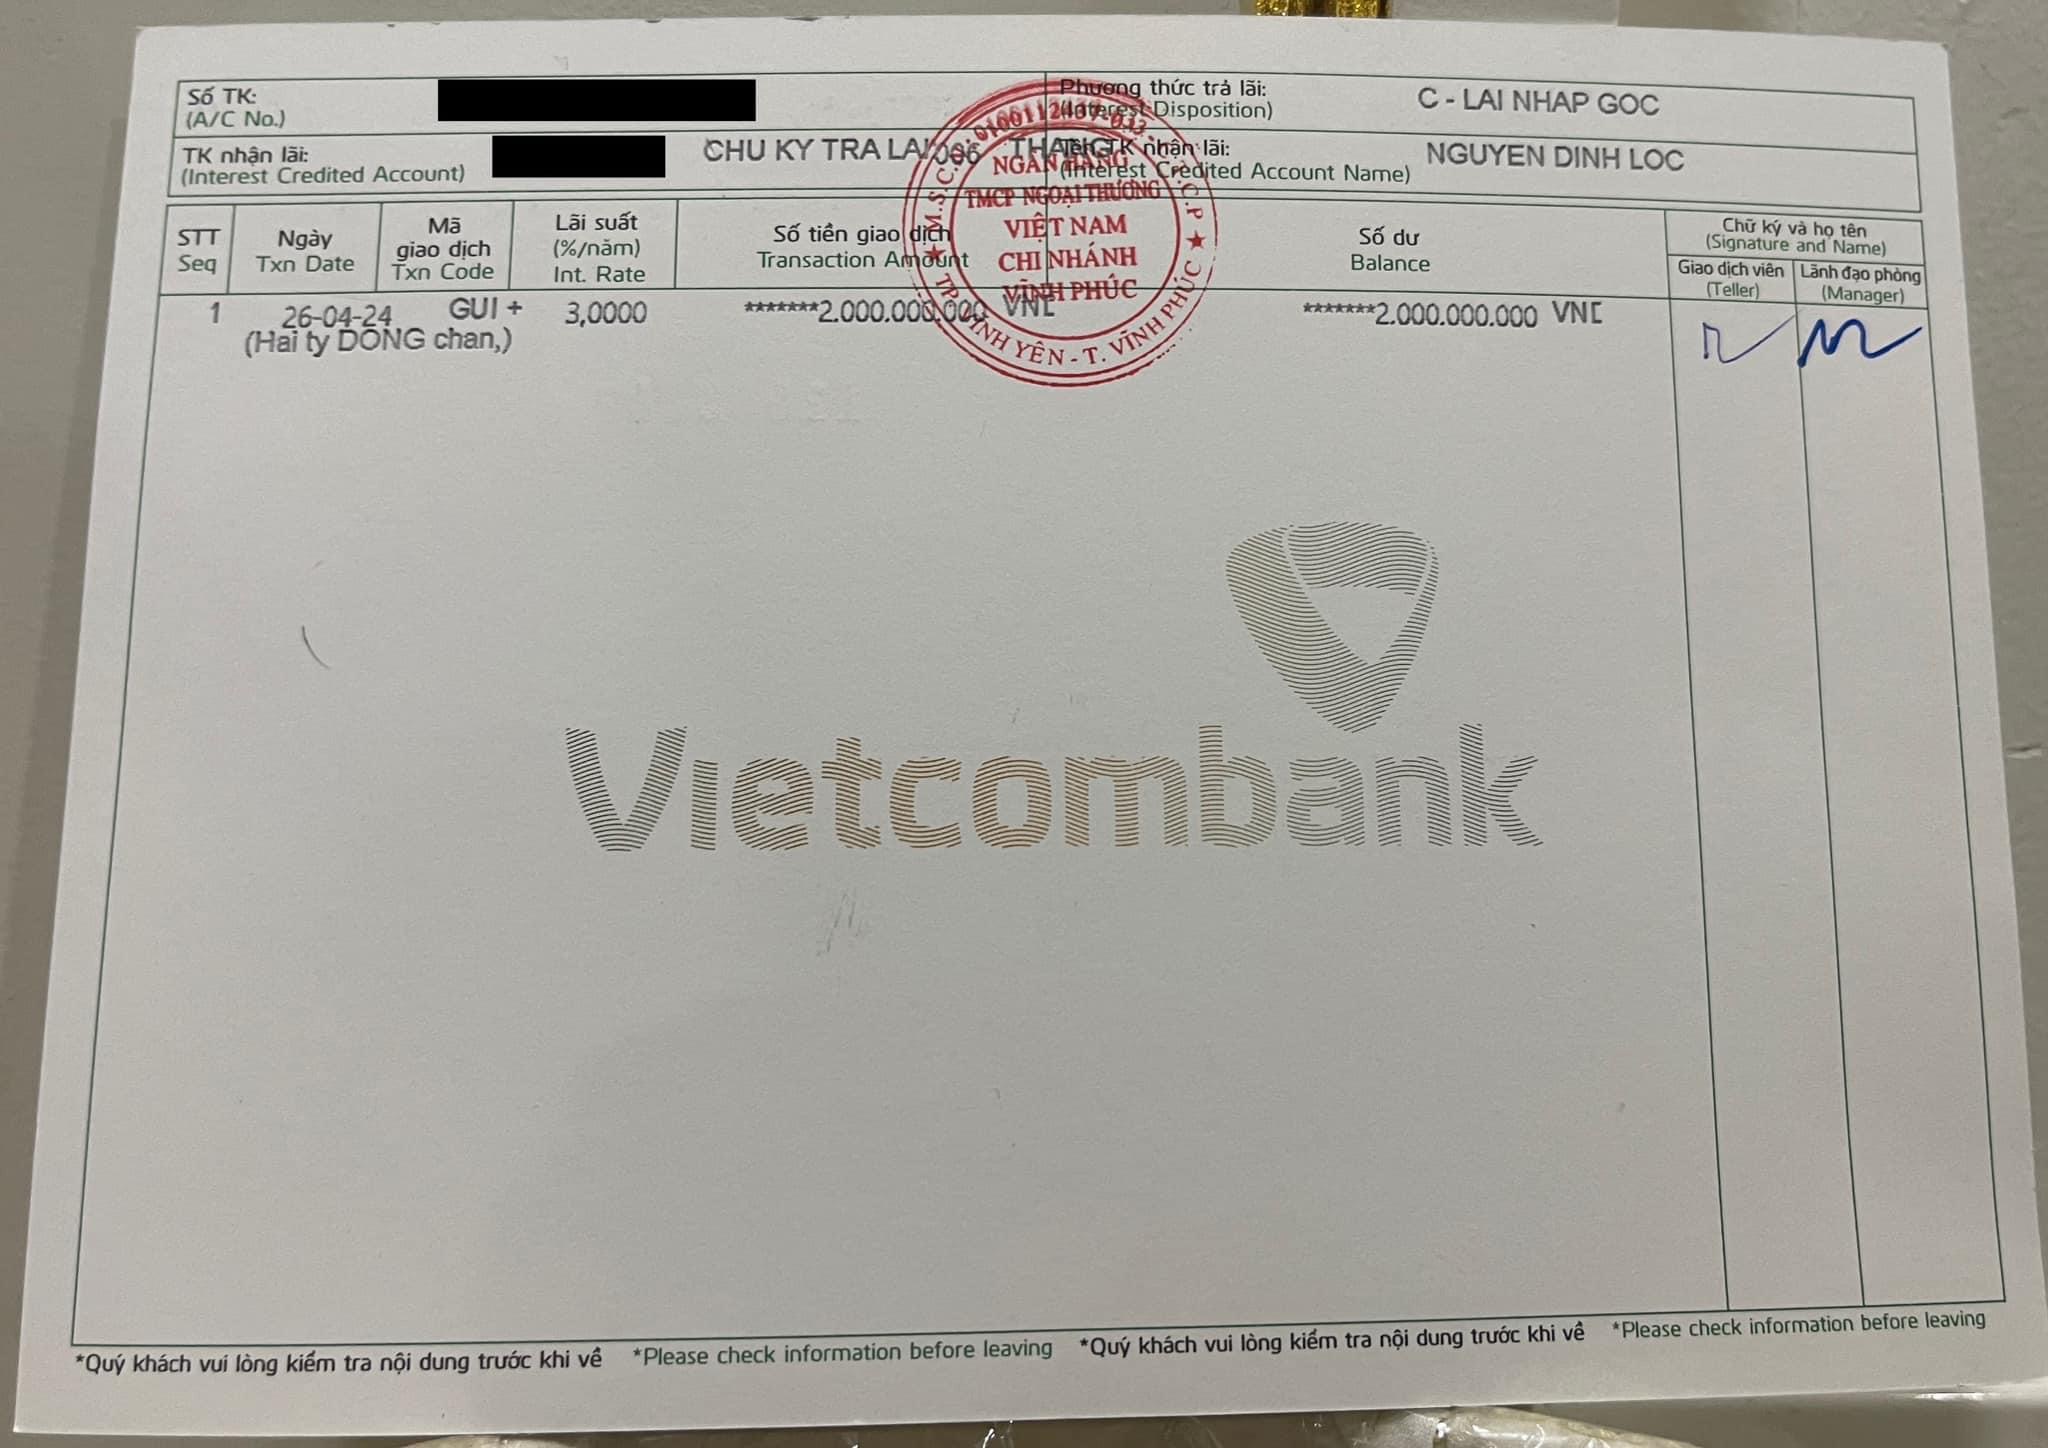 Số TK:
(A/C No.)
Phương thức trả lãi:
(Interest Disposition)
C - LAI NHAP GOC
TK nhận lãi:
(Interest Credited Account)
CHU KY TRA LAI 006 THANG
Tên TK nhận lãi:
(Interest Credited Account Name)
NGUYEN DINH LOC
STT
Seq
Ngày
Txn Date
Mã
giao dịch
Txn Code
Lãi suất
(%/năm)
Int. Rate
Số tiền giao dịch
Transaction Amount
Số dư
Balance
Chữ ký và họ tên
(Signature and Name)
Giao dịch viên
(Teller)
Lãnh đạo phòng
(Manager)
1 26-04-24 GUI + 3,0000 *******2.000.000.000 VND *******2.000.000.000 VND
(Hai ty DONG chan,)
NGÂN HÀNG
TMCP NGOẠI THƯƠNG
VIỆT NAM
CHI NHÁNH
VĨNH PHÚC
TP VĨNH YÊN - T. VĨNH PHÚC
Vietcombank
*Quý khách vui lòng kiểm tra nội dung trước khi về *Please check information before leaving *Quý khách vui lòng kiểm tra nội dung trước khi về *Please check information before leaving